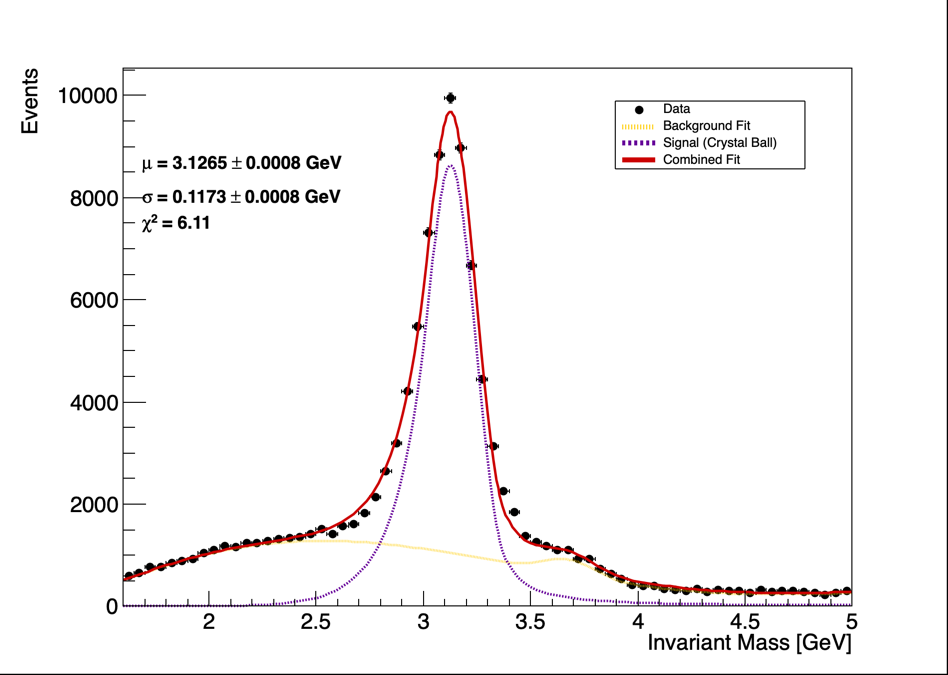 Events
10000
8000
6000
4000
2000
0
μ = 3.1265 ± 0.0008 GeV
σ = 0.1173 ± 0.0008 GeV
χ² = 6.11
Data
Background Fit
Signal (Crystal Ball)
Combined Fit
2 2.5 3 3.5 4 4.5 5
Invariant Mass [GeV]